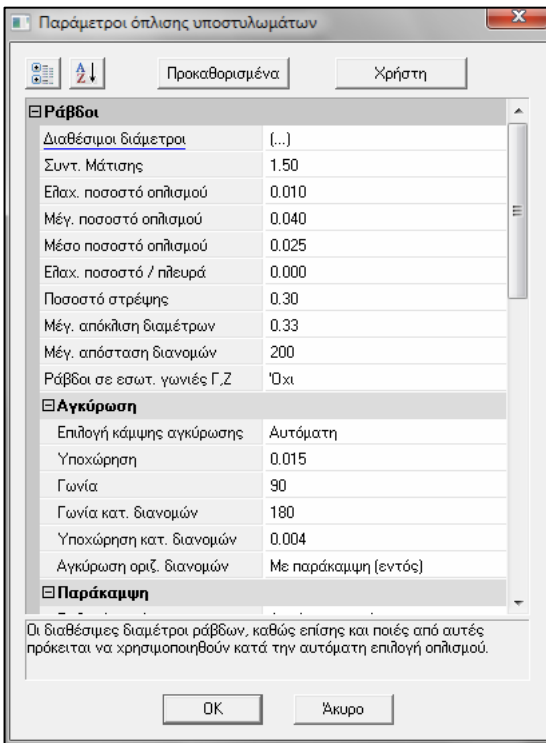 Παράμετροι όπλισης υποστυλωμάτων
Προκαθορισμένα
Χρήστη
Ράβδοι
Διαθέσιμοι διάμετροι (...)
Συντ. Μάτισης 1.50
Ελαχ. ποσοστό οπλισμού 0.010
Μέγ. ποσοστό οπλισμού 0.040
Μέσο ποσοστό οπλισμού 0.025
Ελαχ. ποσοστό / πλευρά 0.000
Ποσοστό στρέψης 0.30
Μέγ. απόκλιση διαμέτρων 0.33
Μέγ. απόσταση διανομών 200
Ράβδοι σε εσωτ. γωνιές Γ,Ζ Όχι
Αγκύρωση
Επιλογή κάμψης αγκύρωσης Αυτόματη
Υποχώρηση 0.015
Γωνία 90
Γωνία κατ. διανομών 180
Υποχώρηση κατ. διανομών 0.004
Αγκύρωση οριζ. διανομών Με παράκαμψη (εντός)
Παράκαμψη
Οι διαθέσιμες διαμέτροι ράβδων, καθώς επίσης και ποιές από αυτές
πρόκειται να χρησιμοποιηθούν κατά την αυτόματη επιλογή οπλισμού.
OK
Άκυρο